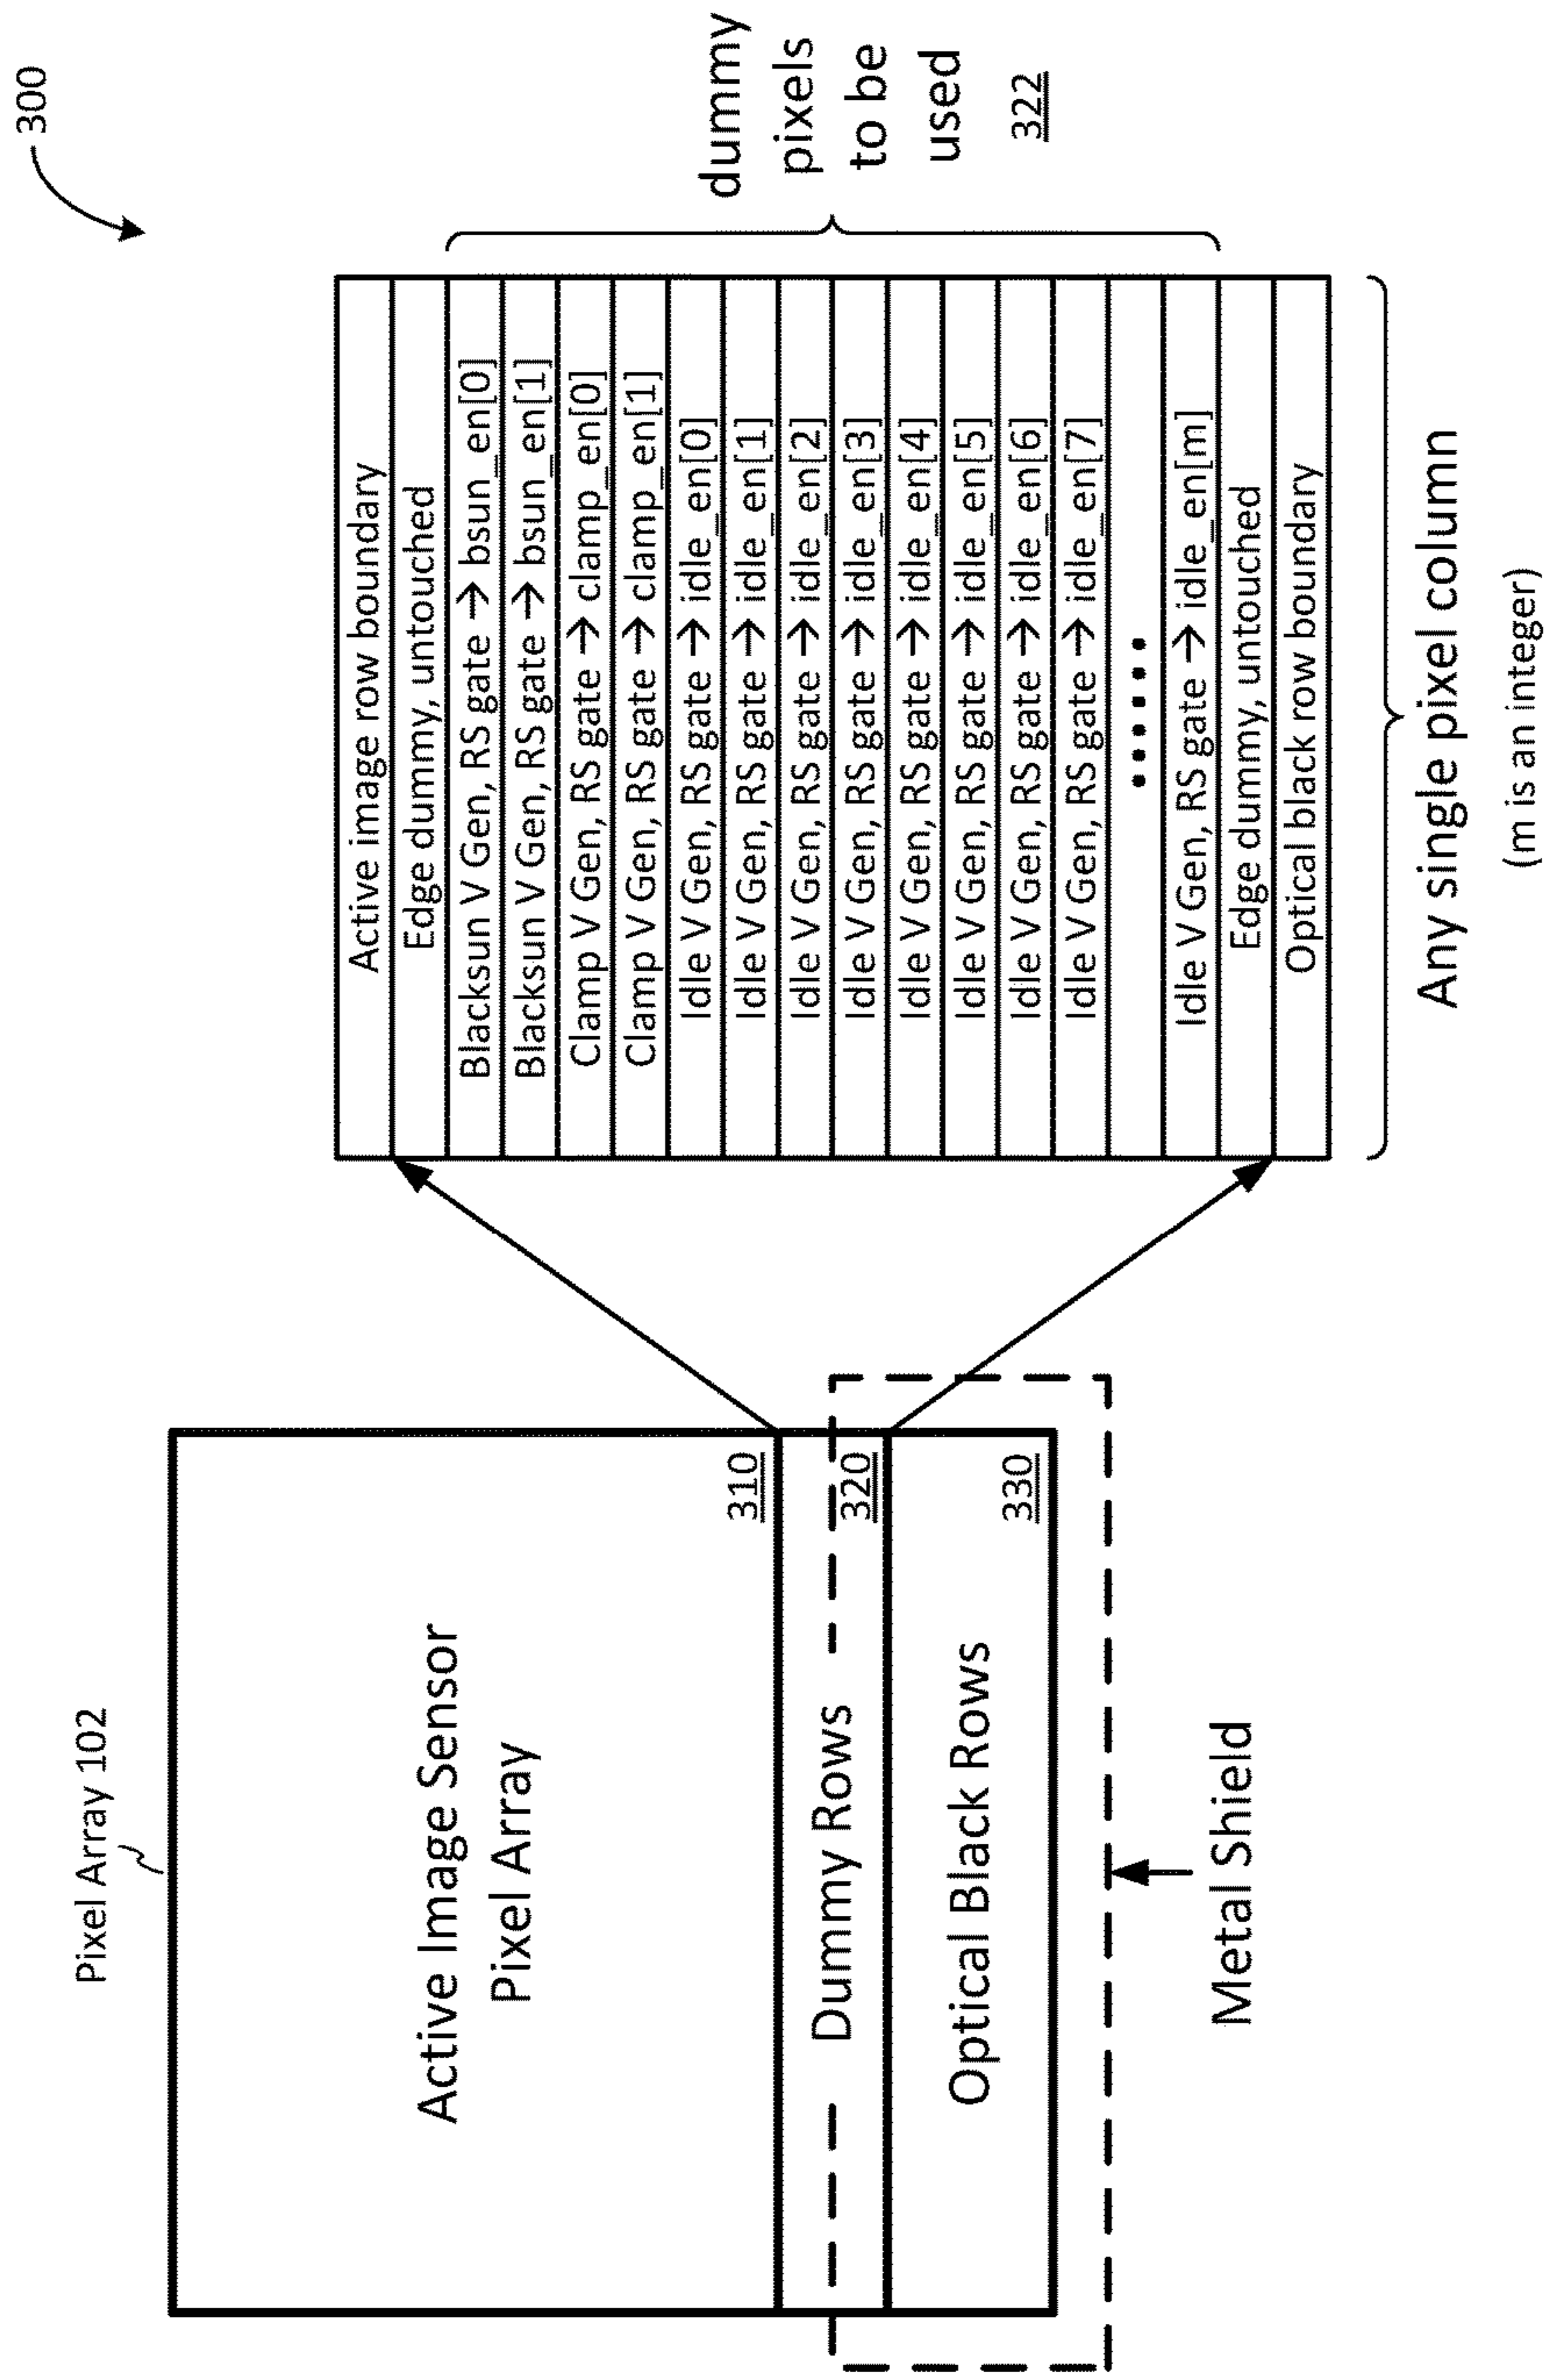 300
Pixel Array 102
Active Image Sensor
Pixel Array
310
Dummy Rows
320
Optical Black Rows
330
Metal Shield
Active image row boundary
Edge dummy, untouched
Blacksun V Gen, RS gate → bsun_en[0]
Blacksun V Gen, RS gate → bsun_en[1]
Clamp V Gen, RS gate → clamp_en[0]
Clamp V Gen, RS gate → clamp_en[1]
Idle V Gen, RS gate → idle_en[0]
Idle V Gen, RS gate → idle_en[1]
Idle V Gen, RS gate → idle_en[2]
Idle V Gen, RS gate → idle_en[3]
Idle V Gen, RS gate → idle_en[4]
Idle V Gen, RS gate → idle_en[5]
Idle V Gen, RS gate → idle_en[6]
Idle V Gen, RS gate → idle_en[7]
••••••
Idle V Gen, RS gate → idle_en[m]
Edge dummy, untouched
Optical black row boundary
dummy
pixels
to be
used
322
Any single pixel column
(m is an integer)